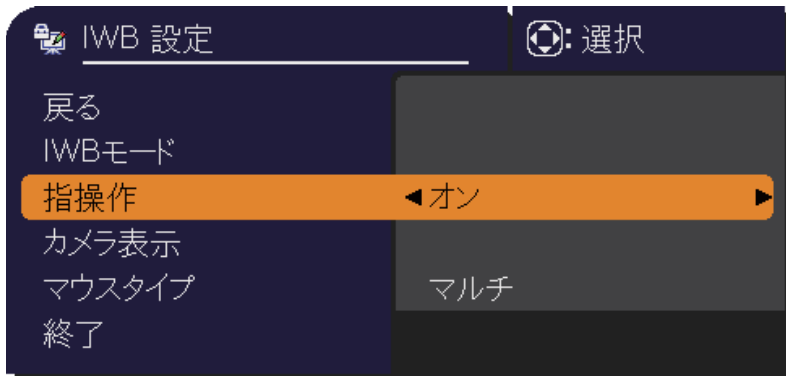 IWB 設定
: 選択
戻る
IWBモード
指操作 ◀オン ▶
カメラ表示
マウスタイプ マルチ
終了